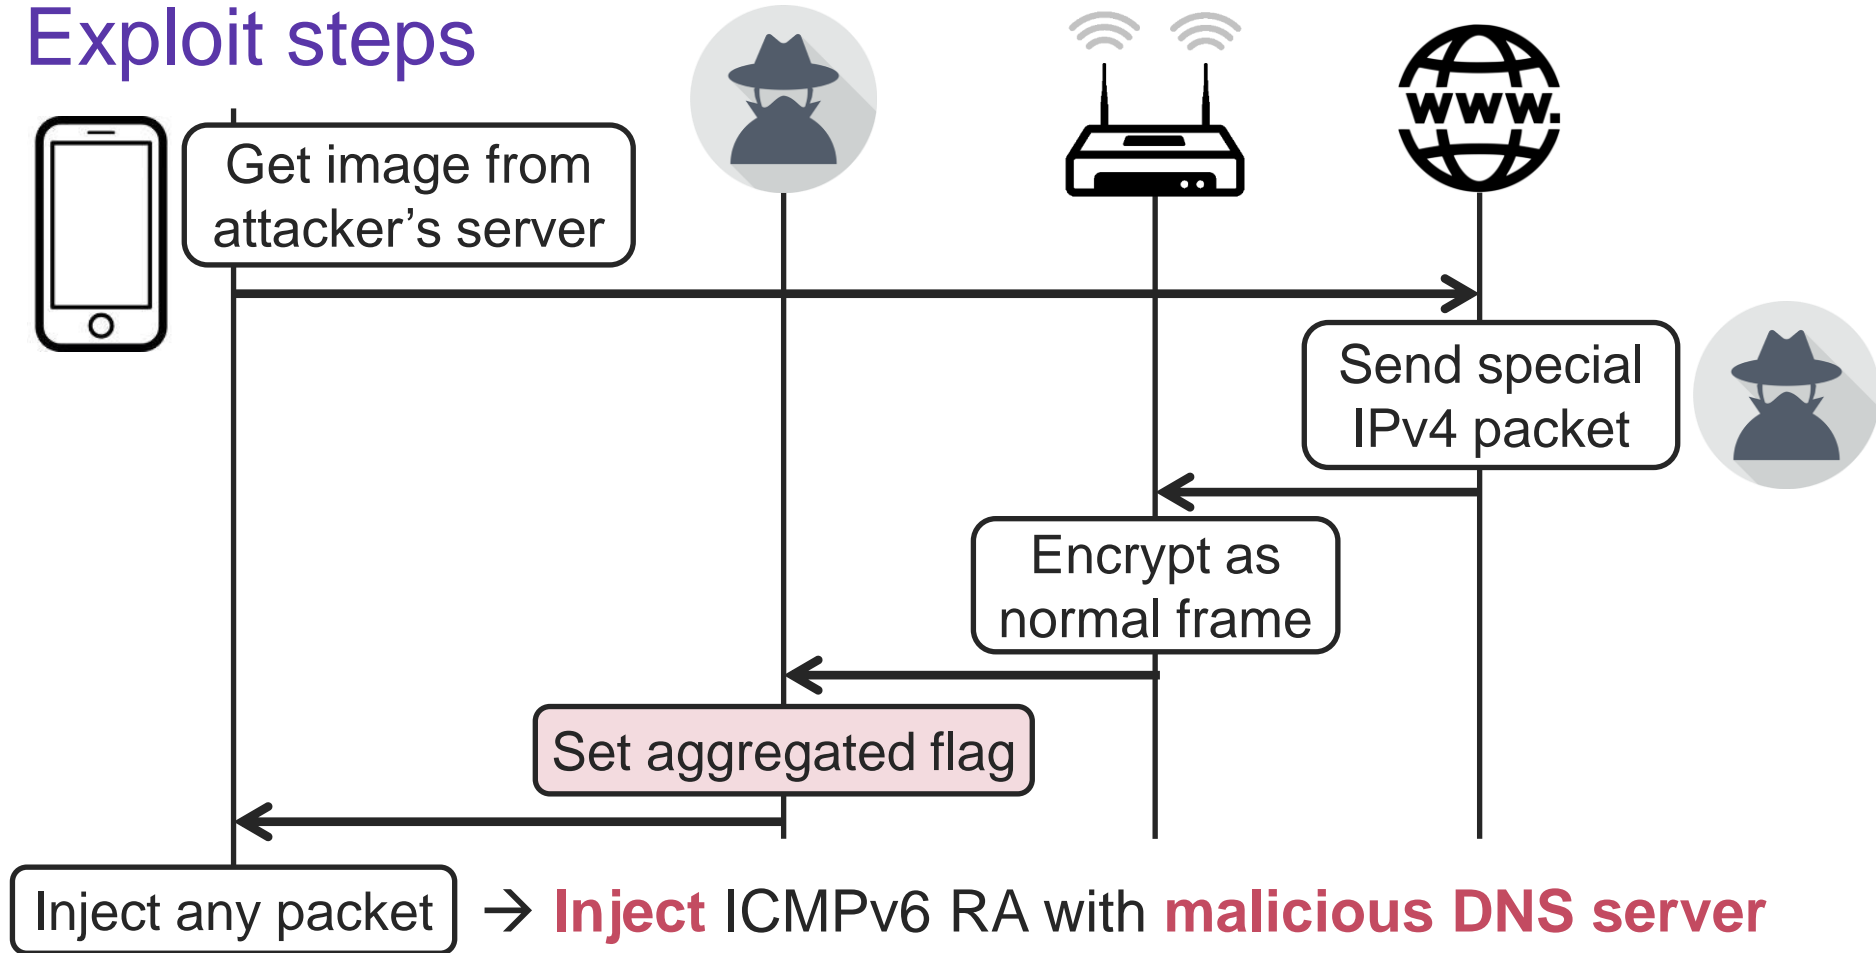 Exploit steps
www.
Get image from
attacker’s server
Send special
IPv4 packet
Encrypt as
normal frame
Set aggregated flag
Inject any packet → Inject ICMPv6 RA with malicious DNS server